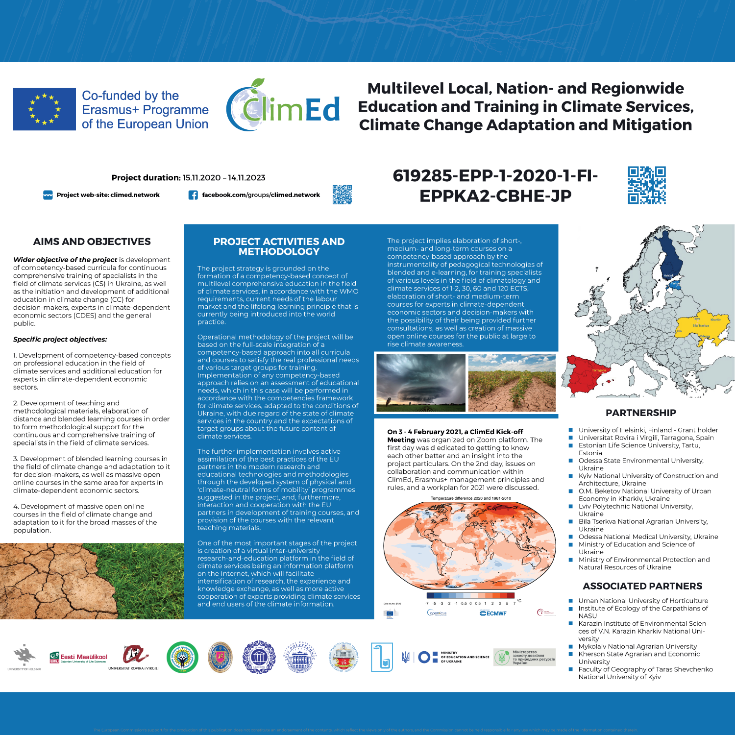 Co-funded by the
Erasmus+ Programme
of the European Union
ClimEd
Multilevel Local, Nation- and Regionwide
Education and Training in Climate Services,
Climate Change Adaptation and Mitigation
Project duration: 15.11.2020 – 14.11.2023
Project web-site: climed.network
facebook.com/groups/climed.network
619285-EPP-1-2020-1-FI-
EPPKA2-CBHE-JP
AIMS AND OBJECTIVES
Wider objective of the project is development
of competency-based curricula for continuous
comprehensive training of specialists in the
field of climate services (CS) in Ukraine, as well
as the initiation and development of additional
education in climate change (CC) for
decision-makers, experts in climate-dependent
economic sectors (CDES) and the general
public.
Specific project objectives:
1. Development of competency-based concepts
on professional education in the field of
climate services and additional education for
experts in climate-dependent economic
sectors.
2. Development of teaching and
methodological materials, elaboration of
distance and blended learning courses in order
to form methodological support for the
continuous and comprehensive training of
specialists in the field of climate services.
3. Development of blended learning courses in
the field of climate change and adaptation to it
for decision-makers, as well as massive open
online courses in the same area for experts in
climate-dependent economic sectors.
4. Development of massive open online
courses in the field of climate change and
adaptation to it for the broad masses of the
population.
PROJECT ACTIVITIES AND
METHODOLOGY
The project strategy is grounded on the
formation of a competency-based concept of
multilevel comprehensive education in the field
of climate services, in accordance with the WMO
requirements, current needs of the labour
market and the lifelong learning principle that is
currently being introduced into the world
practice.
Operational methodology of the project will be
based on the full-scale integration of a
competency-based approach into all curricula
and courses to satisfy the real professional needs
of various target groups for training.
Implementation of any competency-based
approach relies on an assessment of educational
needs, which in this case will be performed in
accordance with the competencies framework
for climate services, adapted to the conditions of
Ukraine, with due regard of the state of climate
services in the country and the expectations of
target groups about the future content of
climate services.
The further implementation involves active
assimilation of the best practices of the EU
partners in the modern research and
educational technologies and methodologies
through the developed system of physical and
'climate-neutral forms of mobility' programmes
suggested in the project, and, furthermore,
interaction and cooperation with the EU
partners in development of training courses, and
provision of the courses with the relevant
teaching materials.
One of the most important stages of the project
is creation of a virtual inter-university
research-and-education platform in the field of
climate services being an information platform
on the Internet, which will facilitate
intensification of research, the experience and
knowledge exchange, as well as more active
cooperation of experts providing climate services
and end users of the climate information.
The project implies elaboration of short-,
medium- and long-term courses on a
competency-based approach by the
instrumentality of pedagogical technologies of
blended and e-learning, for training specialists
of various levels in the field of climatology and
climate services of 1-2, 30, 60 and 120 ECTS,
elaboration of short- and medium-term
courses for experts in climate-dependent
economic sectors and decision-makers with
the possibility of their being provided further
consultations, as well as creation of massive
open online courses for the public at large to
rise climate awareness.
On 3 - 4 February 2021, a ClimEd Kick-off
Meeting was organized on Zoom platform. The
first day was dedicated to getting to know
each other better and an insight into the
project particulars. On the 2nd day, issues on
collaboration and communication within
ClimEd, Erasmus+ management principles and
rules, and a workplan for 2021 were discussed.
Temperature difference 2020 and 1981-2010
ECMWF
PARTNERSHIP
University of Helsinki, Finland - Grant holder
Universitat Rovira i Virgili, Tarragona, Spain
Estonian Life Science University, Tartu,
Estonia
Odessa State Environmental University,
Ukraine
Kyiv National University of Construction and
Architecture, Ukraine
O.M. Beketov National University of Urban
Economy in Kharkiv, Ukraine
Lviv Polytechnic National University,
Ukraine
Bila Tserkva National Agrarian University,
Ukraine
Odessa National Medical University, Ukraine
Ministry of Education and Science of
Ukraine
Ministry of Environmental Protection and
Natural Resources of Ukraine
ASSOCIATED PARTNERS
Uman National University of Horticulture
Institute of Ecology of the Carpathians of
NASU
Karazin Institute of Environmental Scien
ces of V.N. Karazin Kharkiv National Uni-
versity
Mykolaiv National Agrarian University
Kherson State Agrarian and Economic
University
Faculty of Geography of Taras Shevchenko
National University of Kyiv
Eesti Maaülikool
UNIVERSITAT ROVIRA i VIRGILI
MINISTRY
OF EDUCATION AND SCIENCE
OF UKRAINE
Міністерство
захисту довкілля
та природних ресурсів
України